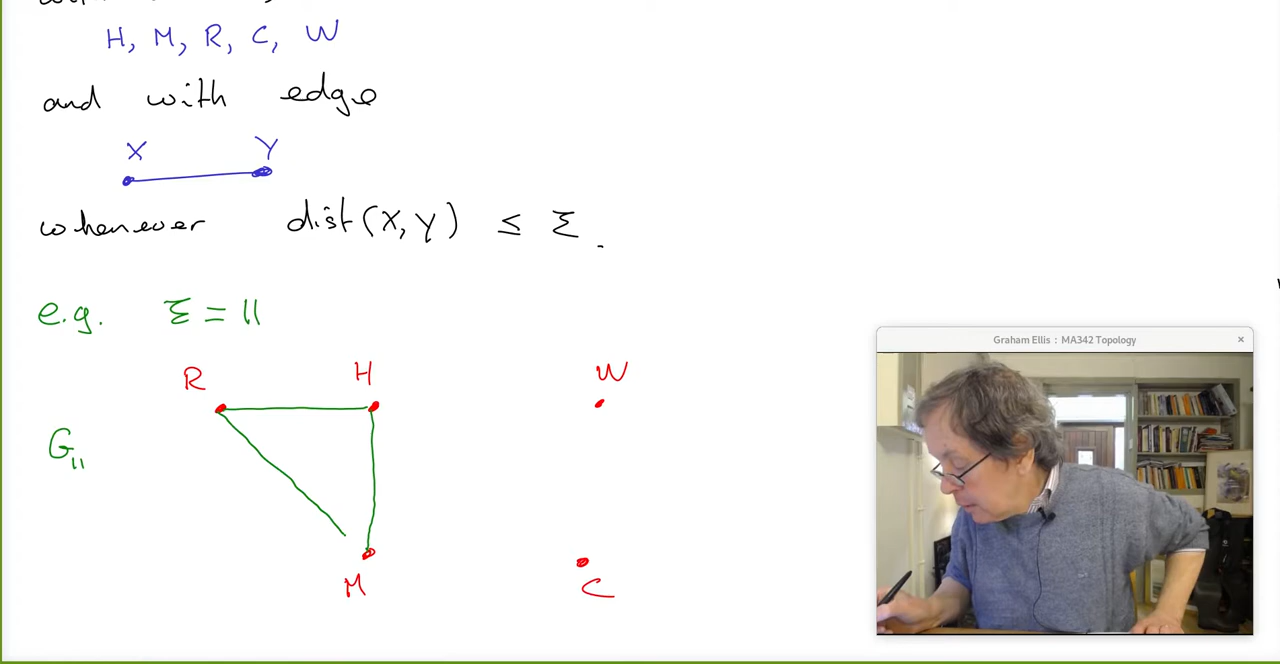 H, M, R, C, W
and with edge
X Y
whenever dist(X, Y) ≤ Σ.
e.g. Σ = 11
Graham Ellis : MA342 Topology
R H W
G₁₁
M C